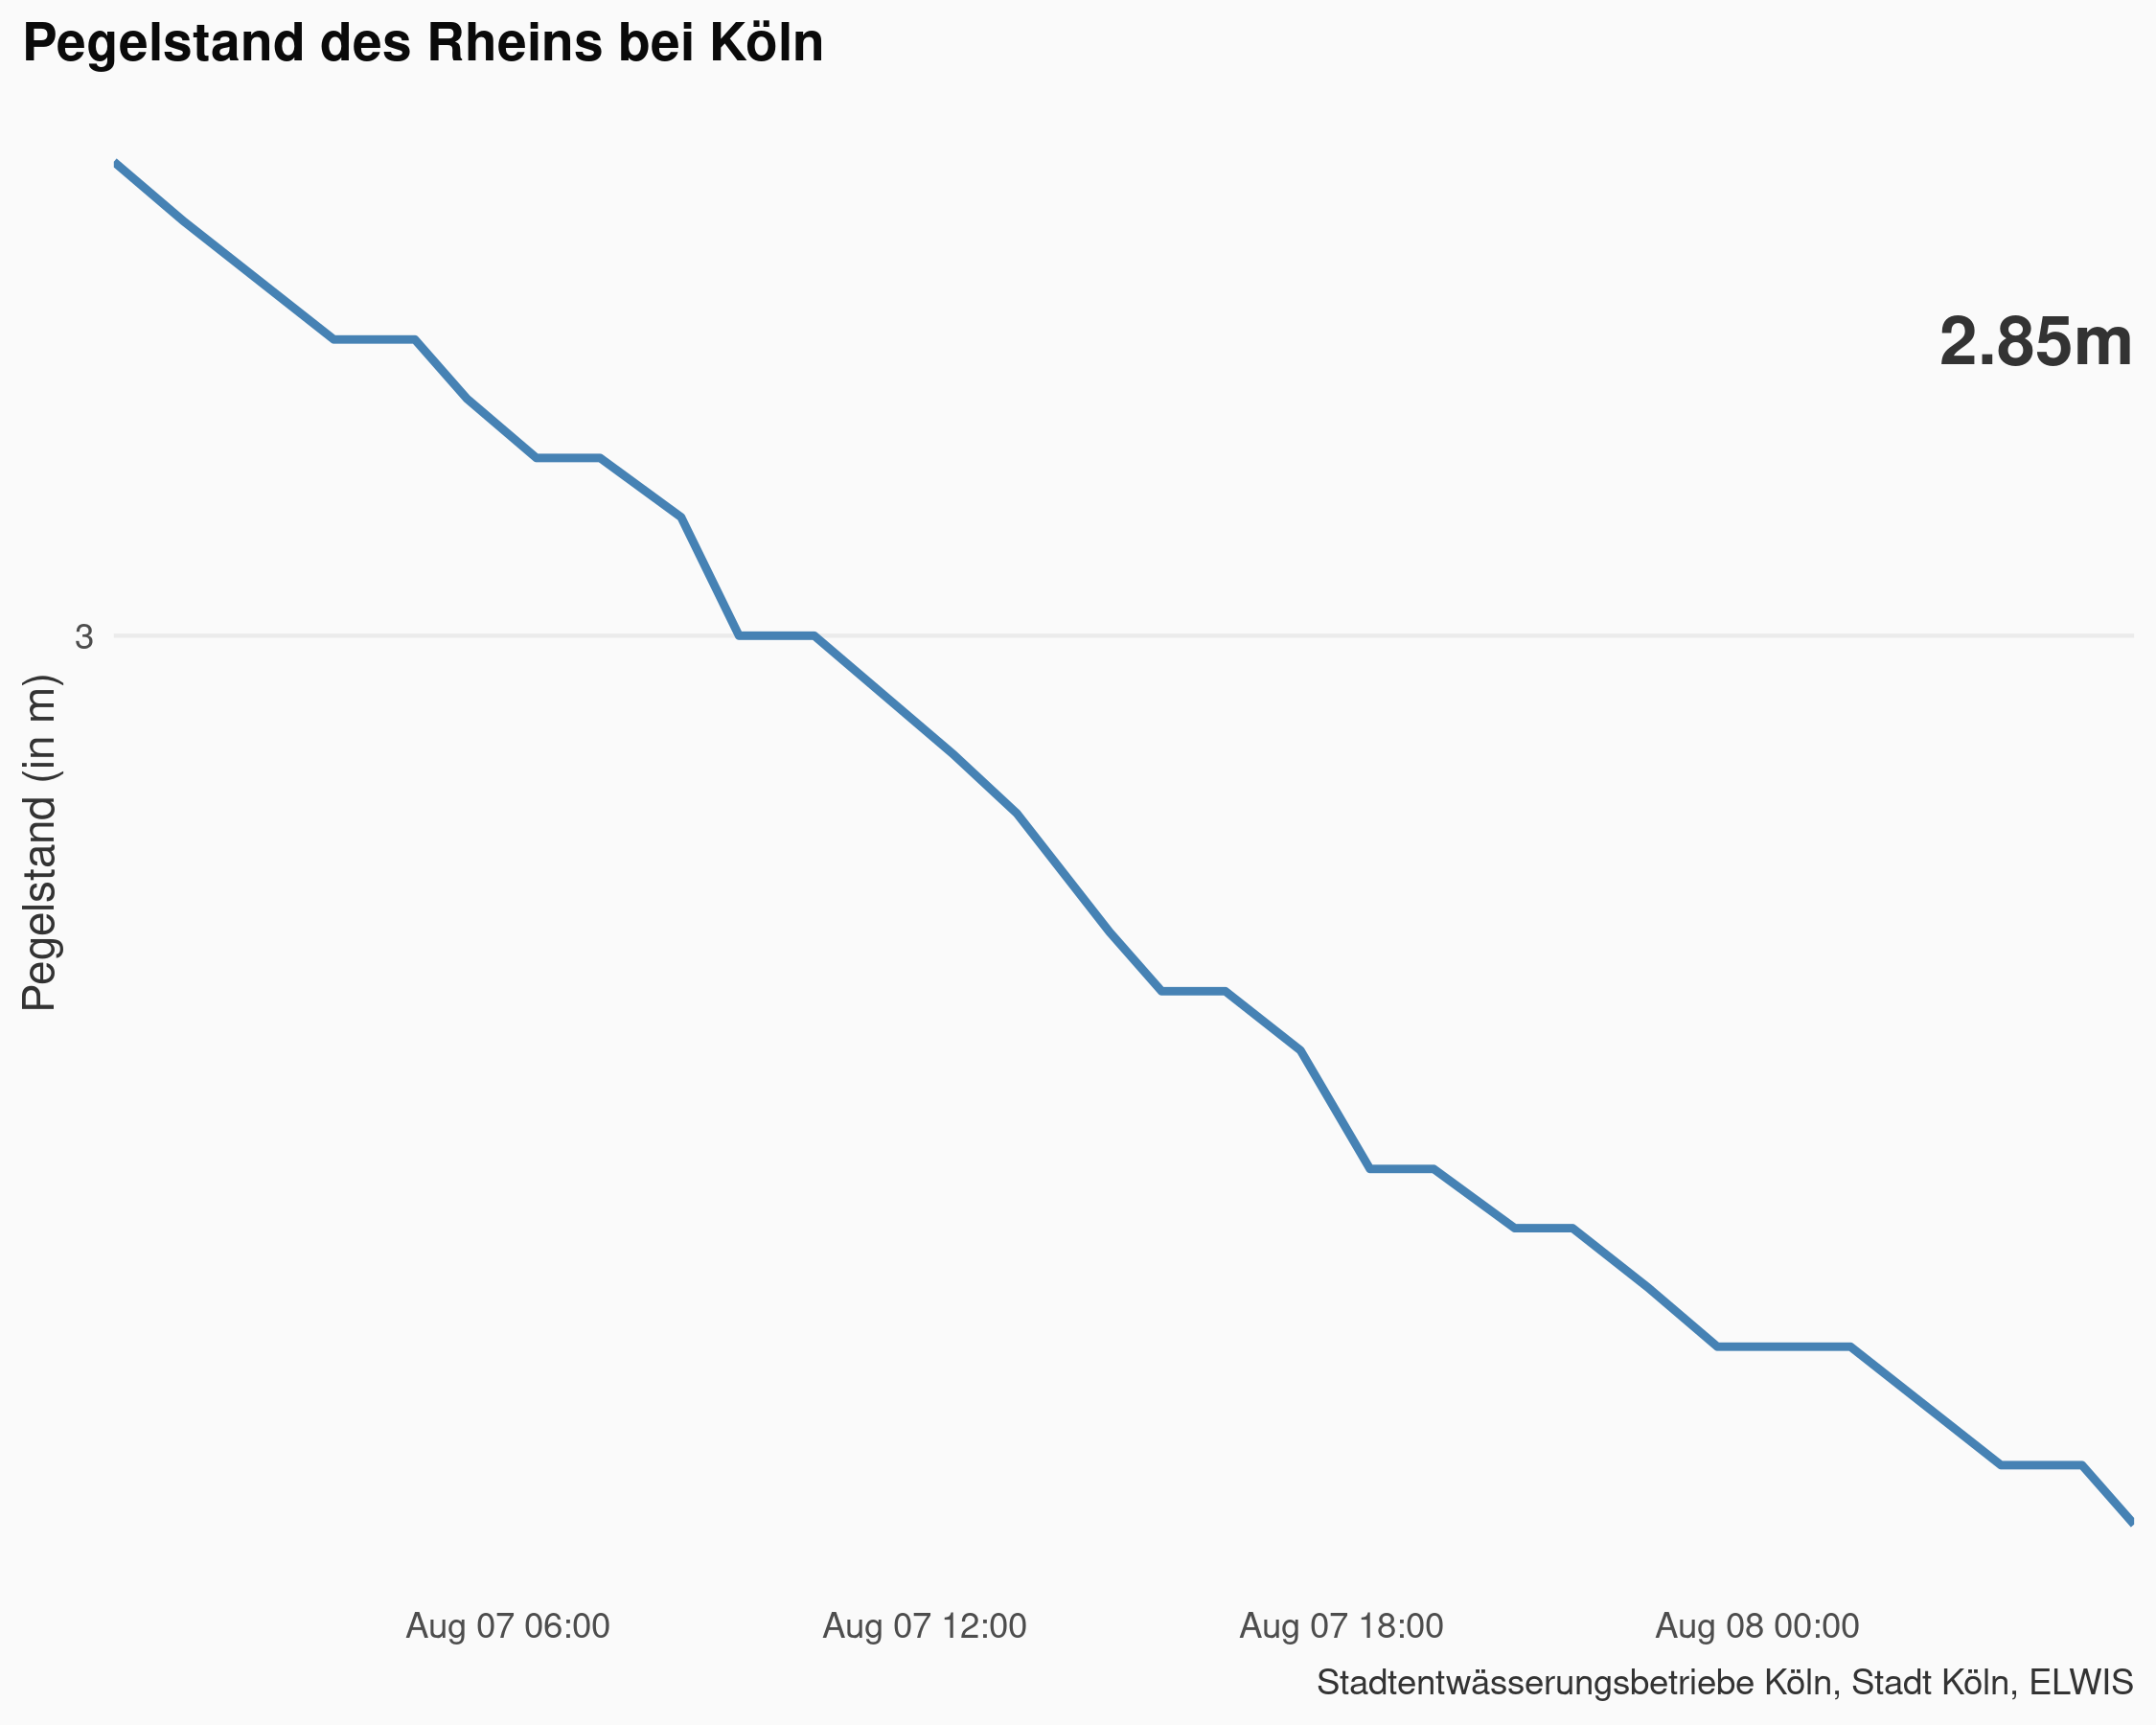 Pegelstand des Rheins bei Köln
2.85m
3
Pegelstand (in m)
Aug 07 06:00
Aug 07 12:00
Aug 07 18:00
Aug 08 00:00
Stadtentwässerungsbetriebe Köln, Stadt Köln, ELWIS